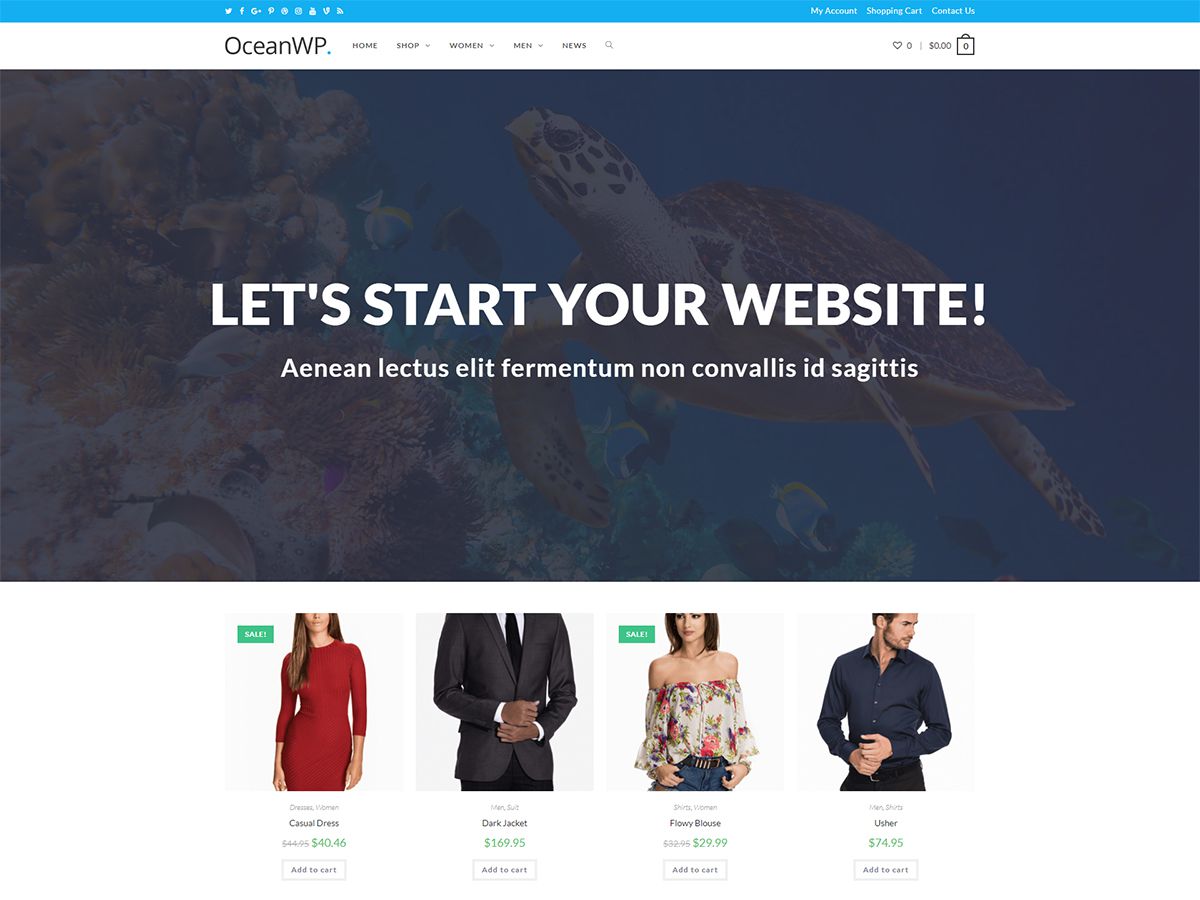 My Account Shopping Cart Contact Us
OceanWP. HOME SHOP WOMEN MEN NEWS 0 | $0.00 0
LET'S START YOUR WEBSITE!
Aenean lectus elit fermentum non convallis id sagittis
SALE! SALE!
Dresses, Women Men, Suit Shirts, Women Men, Shirts
Casual Dress Dark Jacket Flowy Blouse Usher
$44.95 $40.46 $169.95 $32.95 $29.99 $74.95
Add to cart Add to cart Add to cart Add to cart